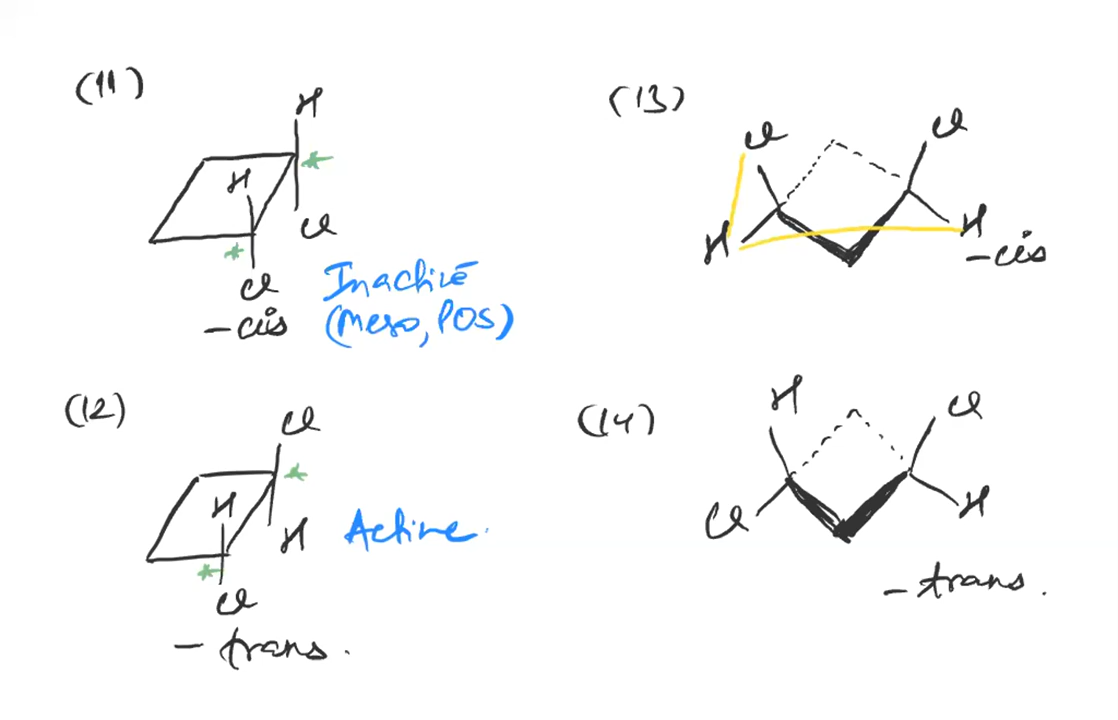 (11)
H
*
H
Cl
*
Cl
-cis
Inactive
(Meso, POS)
(12)
Cl
*
H
H
*
Cl
- trans.
Active.
(13)
Cl
Cl
H
H
-cis
(14)
H
Cl
Cl
H
- trans.